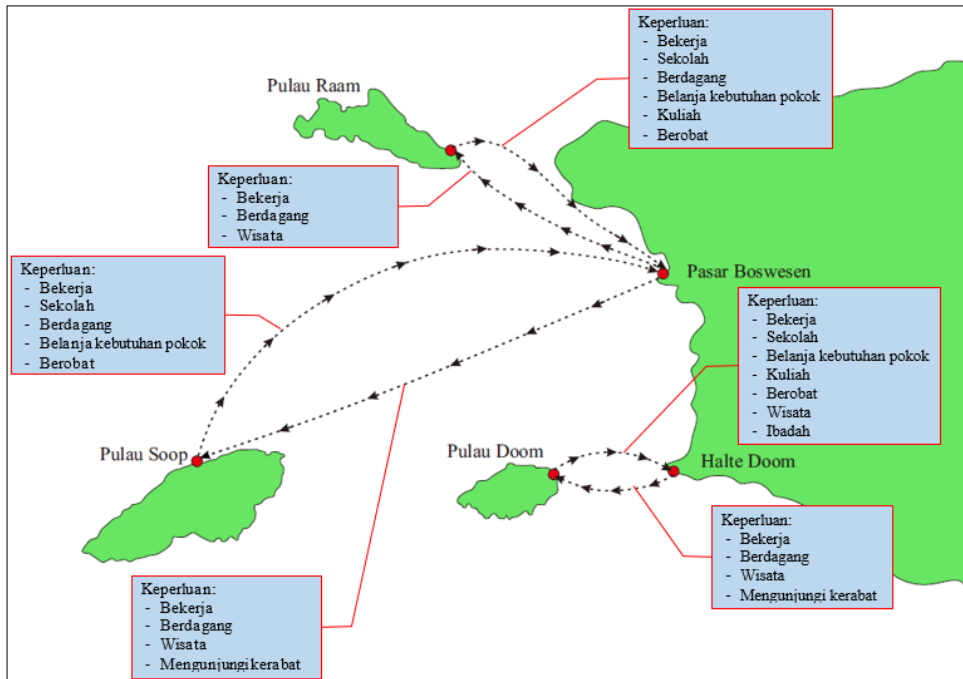 Keperluan:
- Bekerja
- Sekolah
- Berdagang
- Belanja kebutuhan pokok
- Kuliah
- Berobat
Pulau Raam
Keperluan:
- Bekerja
- Berdagang
- Wisata
Keperluan:
- Bekerja
- Sekolah
- Berdagang
- Belanja kebutuhan pokok
- Berobat
Pasar Boswesen
Keperluan:
- Bekerja
- Sekolah
- Belanja kebutuhan pokok
- Kuliah
- Berobat
- Wisata
- Ibadah
Pulau Soop
Pulau Doom
Halte Doom
Keperluan:
- Bekerja
- Berdagang
- Wisata
- Mengunjungi kerabat
Keperluan:
- Bekerja
- Berdagang
- Wisata
- Mengunjungi kerabat